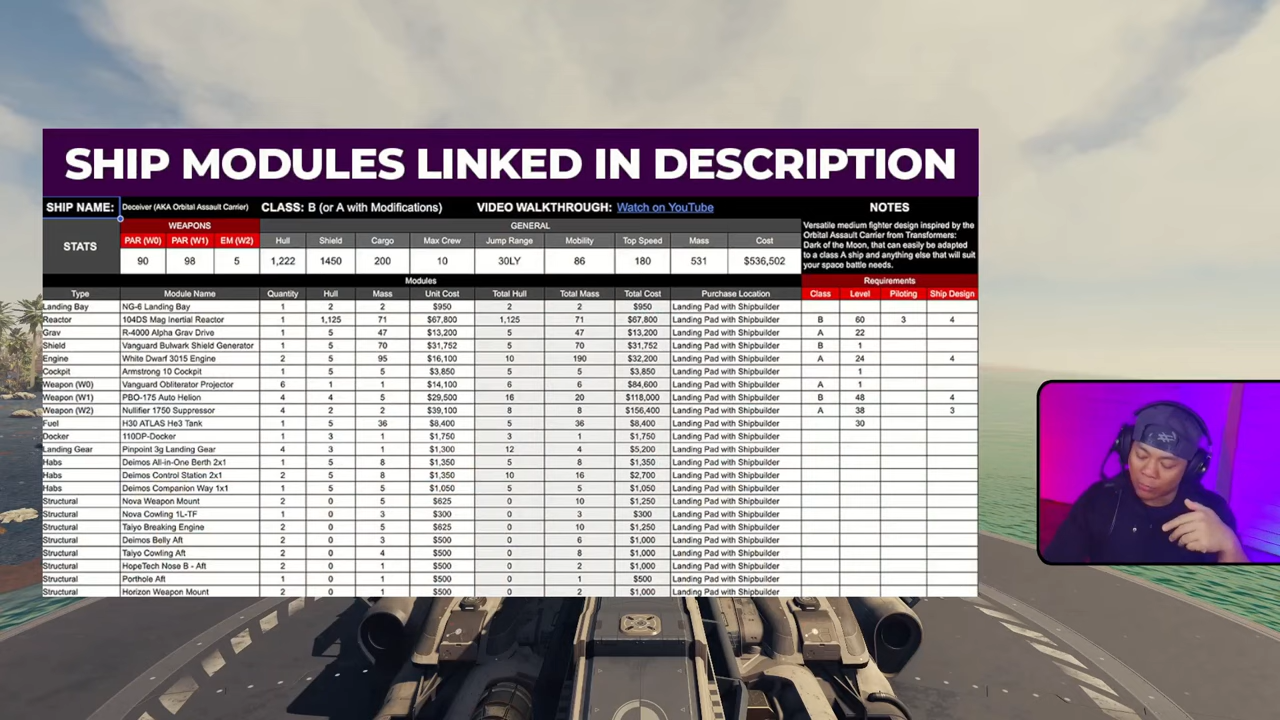 SHIP MODULES LINKED IN DESCRIPTION
SHIP NAME: Deceiver (AKA Orbital Assault Carrier) CLASS: B (or A with Modifications) VIDEO WALKTHROUGH: Watch on YouTube NOTES
STATS WEAPONS GENERAL
PAR (W0) PAR (W1) EM (W2) Hull Shield Cargo Max Crew Jump Range Mobility Top Speed Mass Cost
90 98 5 1,222 1450 200 10 30LY 86 180 531 $536,502
Versatile medium fighter design inspired by the
Orbital Assault Carrier from Transformers:
Dark of the Moon, that can easily be adapted
to a class A ship and anything else that will suit
your space battle needs.
Modules Requirements
Type Module Name Quantity Hull Mass Unit Cost Total Hull Total Mass Total Cost Purchase Location Class Level Piloting Ship Design
Landing Bay NG-6 Landing Bay 1 2 2 $950 2 2 $950 Landing Pad with Shipbuilder
Reactor 104DS Mag Inertial Reactor 1 1,125 71 $67,800 1,125 71 $67,800 Landing Pad with Shipbuilder B 60 3 4
Grav R-4000 Alpha Grav Drive 1 5 47 $13,200 5 47 $13,200 Landing Pad with Shipbuilder A 22
Shield Vanguard Bulwark Shield Generator 1 5 70 $31,752 5 70 $31,752 Landing Pad with Shipbuilder B 1
Engine White Dwarf 3015 Engine 2 5 95 $16,100 10 190 $32,200 Landing Pad with Shipbuilder A 24 4
Cockpit Armstrong 10 Cockpit 1 5 5 $3,850 5 5 $3,850 Landing Pad with Shipbuilder 1
Weapon (W0) Vanguard Obliterator Projector 6 1 1 $14,100 6 6 $84,600 Landing Pad with Shipbuilder A 1
Weapon (W1) PBO-175 Auto Helion 4 4 5 $29,500 16 20 $118,000 Landing Pad with Shipbuilder B 48 4
Weapon (W2) Nullifier 1750 Suppressor 4 2 2 $39,100 8 8 $156,400 Landing Pad with Shipbuilder A 38 3
Fuel H30 ATLAS He3 Tank 1 5 36 $8,400 5 36 $8,400 Landing Pad with Shipbuilder 30
Docker 110DP-Docker 1 3 1 $1,750 3 1 $1,750 Landing Pad with Shipbuilder
Landing Gear Pinpoint 3g Landing Gear 4 3 1 $1,300 12 4 $5,200 Landing Pad with Shipbuilder
Habs Deimos All-in-One Berth 2x1 1 5 8 $1,350 5 8 $1,350 Landing Pad with Shipbuilder
Habs Deimos Control Station 2x1 2 5 8 $1,350 10 16 $2,700 Landing Pad with Shipbuilder
Habs Deimos Companion Way 1x1 1 5 5 $1,050 5 5 $1,050 Landing Pad with Shipbuilder
Structural Nova Weapon Mount 2 0 5 $625 0 10 $1,250 Landing Pad with Shipbuilder
Structural Nova Cowling 1L-TF 1 0 3 $300 0 3 $300 Landing Pad with Shipbuilder
Structural Taiyo Breaking Engine 2 0 5 $625 0 10 $1,250 Landing Pad with Shipbuilder
Structural Deimos Belly Aft 2 0 3 $500 0 6 $1,000 Landing Pad with Shipbuilder
Structural Taiyo Cowling Aft 2 0 4 $500 0 8 $1,000 Landing Pad with Shipbuilder
Structural HopeTech Nose B - Aft 2 0 1 $500 0 2 $1,000 Landing Pad with Shipbuilder
Structural Porthole Aft 1 0 1 $500 0 1 $500 Landing Pad with Shipbuilder
Structural Horizon Weapon Mount 2 0 1 $500 0 2 $1,000 Landing Pad with Shipbuilder